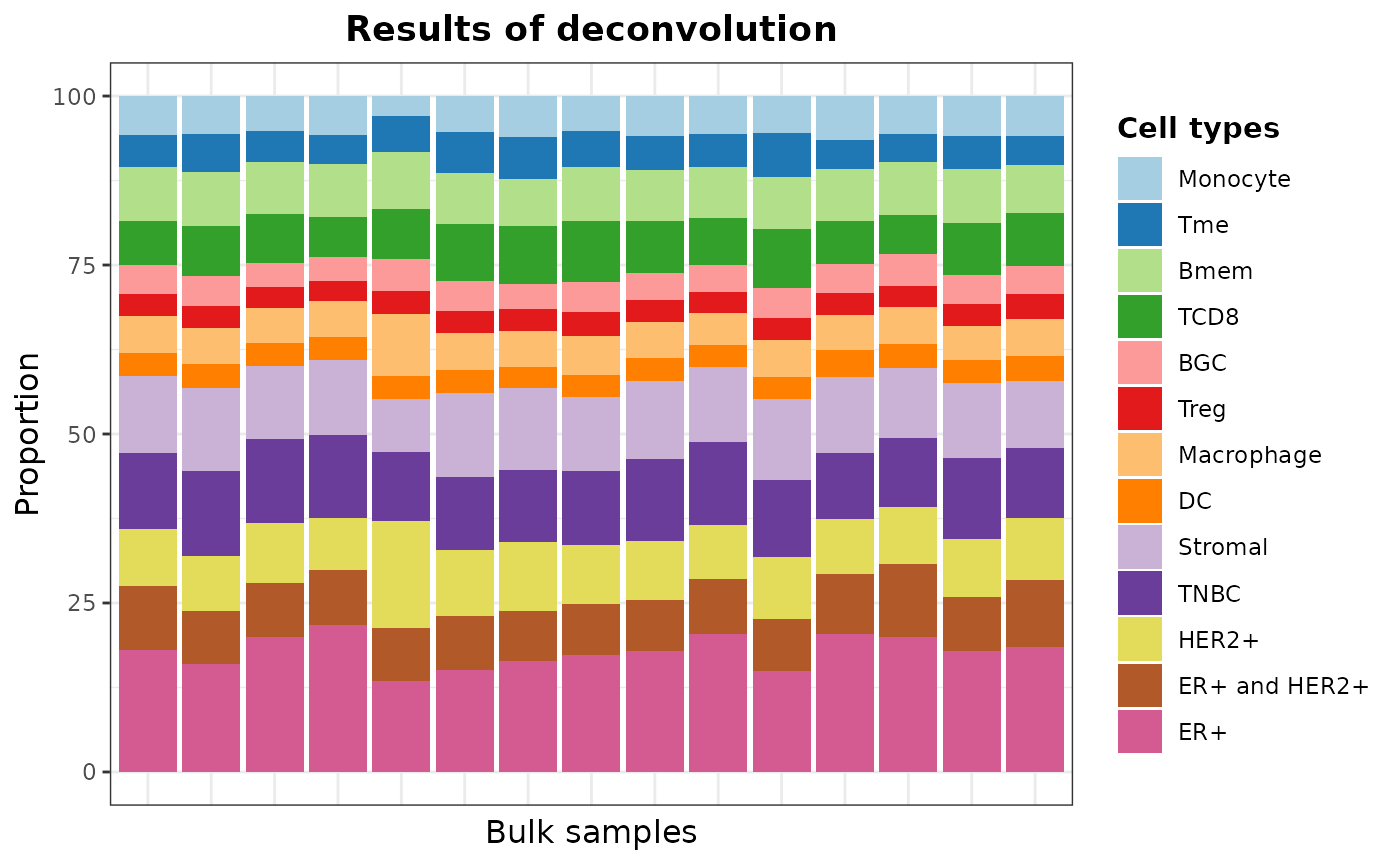 Results of deconvolution
100
75
50
25
0
Proportion
Bulk samples
Cell types
Monocyte
Tme
Bmem
TCD8
BGC
Treg
Macrophage
DC
Stromal
TNBC
HER2+
ER+ and HER2+
ER+